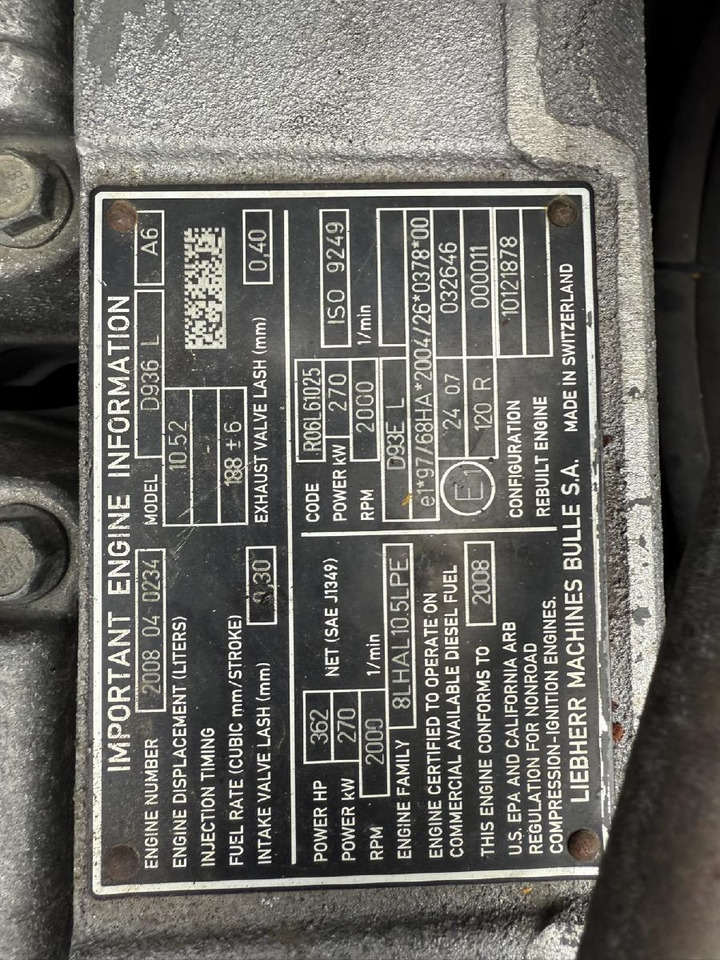 IMPORTANT ENGINE INFORMATION
ENGINE NUMBER 2008 04 0234 MODEL D936 L A6
ENGINE DISPLACEMENT (LITERS) 10.52
INJECTION TIMING
FUEL RATE (CUBIC mm/STROKE) 188 ± 6
INTAKE VALVE LASH (mm) 0,30 EXHAUST VALVE LASH (mm) 0,40
POWER HP 362 NET (SAE J1349)
POWER KW 270
RPM 2000 1/min
ENGINE FAMILY 8LHAL10.5LPE
ENGINE CERTIFIED TO OPERATE ON
COMMERCIAL AVAILABLE DIESEL FUEL
THIS ENGINE CONFORMS TO 2008
U.S. EPA AND CALIFORNIA ARB
REGULATION FOR NONROAD
COMPRESSION-IGNITION ENGINES.
CODE R06L61025
POWER KW 270 ISO 9249
RPM 2000 1/min
D93E L
e1*97/68HA*2004/26*0378*00
E1 24 0.7 032646
120 R 000011
CONFIGURATION 10121878
REBUILT ENGINE
LIEBHERR MACHINES BULLE S.A. MADE IN SWITZERLAND